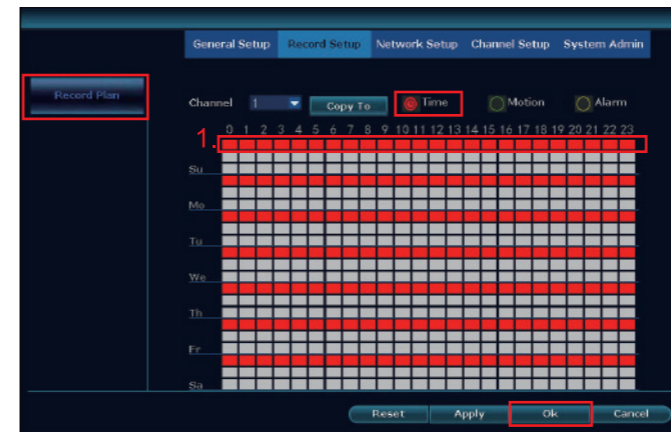 General Setup Record Setup Network Setup Channel Setup System Admin
Record Plan
Channel 1 Copy To Time Motion Alarm
0 1 2 3 4 5 6 7 8 9 10 11 12 13 14 15 16 17 18 19 20 21 22 23
1.
Su
Mo
Tu
We
Th
Fr
Sa
Reset Apply Ok Cancel